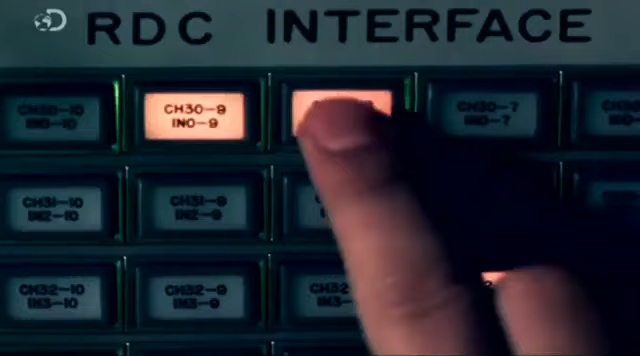 RDC INTERFACE
CH30-10
IN0-10
CH30-9
IN0-9
CH30-7
IN0-7
CH31-10
IN2-10
CH31-9
IN2-9
CH32-10
IN3-10
CH32-9
IN3-9